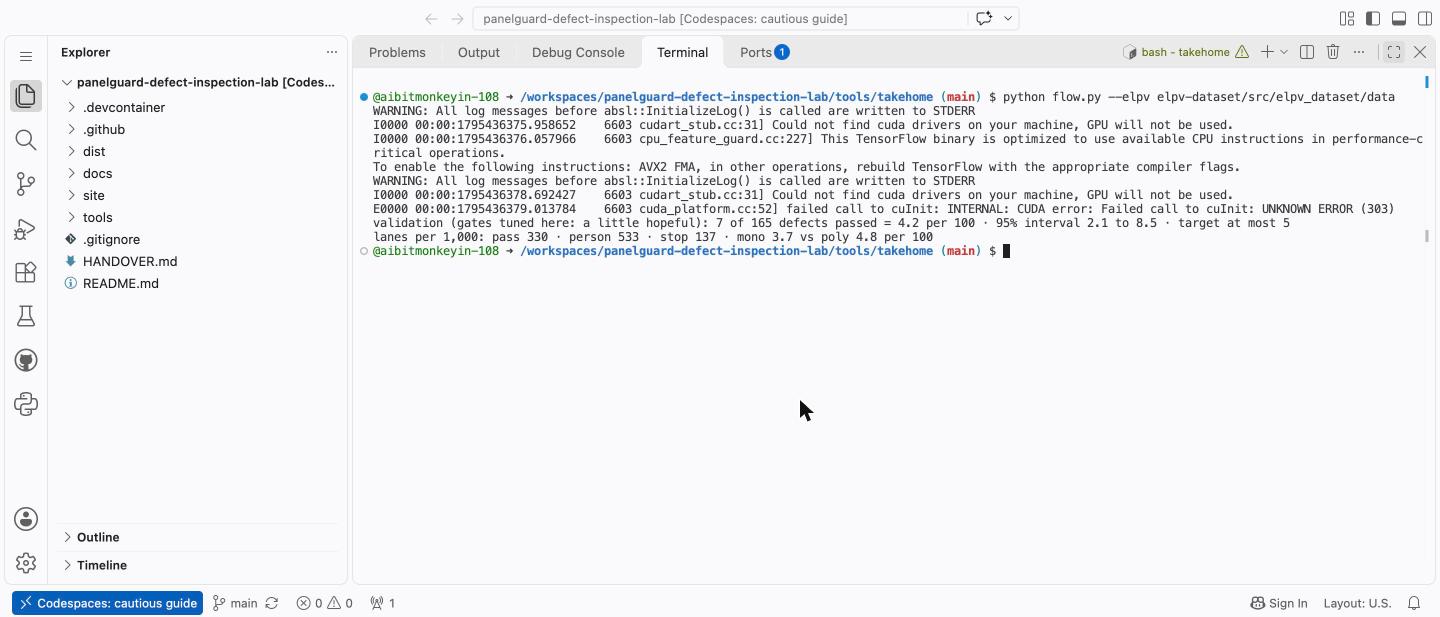 panelguard-defect-inspection-lab [Codespaces: cautious guide]
Explorer
panelguard-defect-inspection-lab [Codes...
.devcontainer
.github
dist
docs
site
tools
.gitignore
HANDOVER.md
README.md
Outline
Timeline
Problems Output Debug Console Terminal Ports 1
bash - takehome
@aibitmonkeyin-108 → /workspaces/panelguard-defect-inspection-lab/tools/takehome (main) $ python flow.py --elpv elpv-dataset/src/elpv_dataset/data
WARNING: All log messages before absl::InitializeLog() is called are written to STDERR
I0000 00:00:1795436375.958652    6603 cudart_stub.cc:31] Could not find cuda drivers on your machine, GPU will not be used.
I0000 00:00:1795436376.057966    6603 cpu_feature_guard.cc:227] This TensorFlow binary is optimized to use available CPU instructions in performance-c
ritical operations.
To enable the following instructions: AVX2 FMA, in other operations, rebuild TensorFlow with the appropriate compiler flags.
WARNING: All log messages before absl::InitializeLog() is called are written to STDERR
I0000 00:00:1795436378.692427    6603 cudart_stub.cc:31] Could not find cuda drivers on your machine, GPU will not be used.
E0000 00:00:1795436379.013784    6603 cuda_platform.cc:52] failed call to cuInit: INTERNAL: CUDA error: Failed call to cuInit: UNKNOWN ERROR (303)
validation (gates tuned here: a little hopeful): 7 of 165 defects passed = 4.2 per 100 · 95% interval 2.1 to 8.5 · target at most 5
lanes per 1,000: pass 330 · person 533 · stop 137 · mono 3.7 vs poly 4.8 per 100
@aibitmonkeyin-108 → /workspaces/panelguard-defect-inspection-lab/tools/takehome (main) $
Codespaces: cautious guide main 0 0 1 Sign In Layout: U.S.